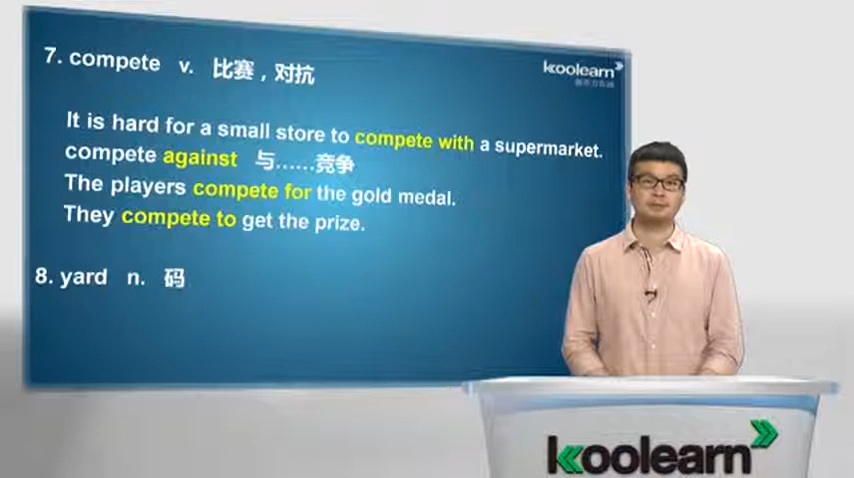 7. compete v. 比赛，对抗
koolearn
It is hard for a small store to compete with a supermarket.
compete against 与……竞争
The players compete for the gold medal.
They compete to get the prize.
8. yard n. 码
koolearn